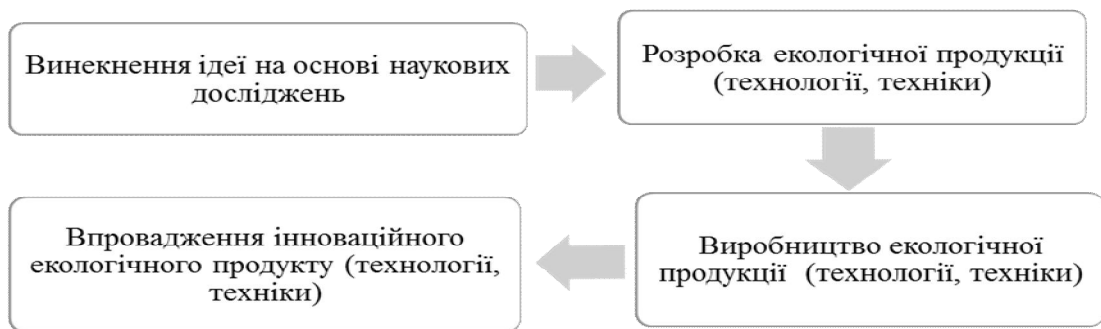 Винекнення ідеї на основі наукових
досліджень
Розробка екологічної продукції
(технології, техніки)
Виробництво екологічної
продукції (технології, техніки)
Впровадження інноваційного
екологічного продукту (технології,
техніки)